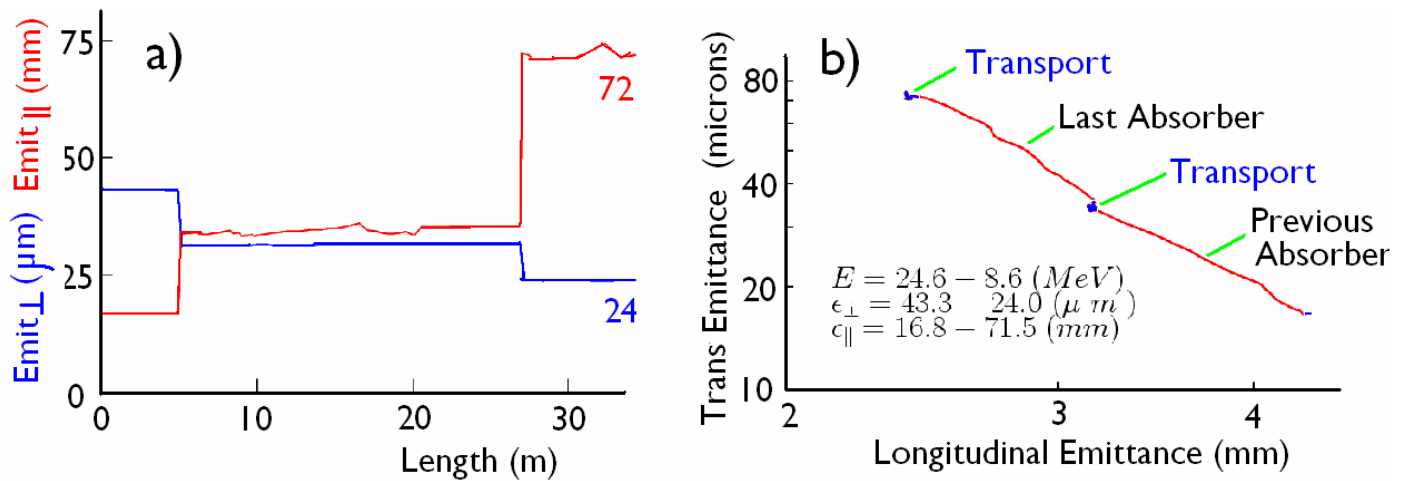 a)
Emit⊥ (µm) Emit∥ (mm)
75
50
25
0
72
24
0 10 20 30
Length (m)
b)
Trans Emittance (microns)
80
40
20
10
Transport
Last Absorber
Transport
Previous
Absorber
E = 24.6 − 8.6 (MeV)
ϵ⊥ = 43.3 24.0 (μ m )
c∥ = 16.8 − 71.5 (mm)
2 3 4
Longitudinal Emittance (mm)